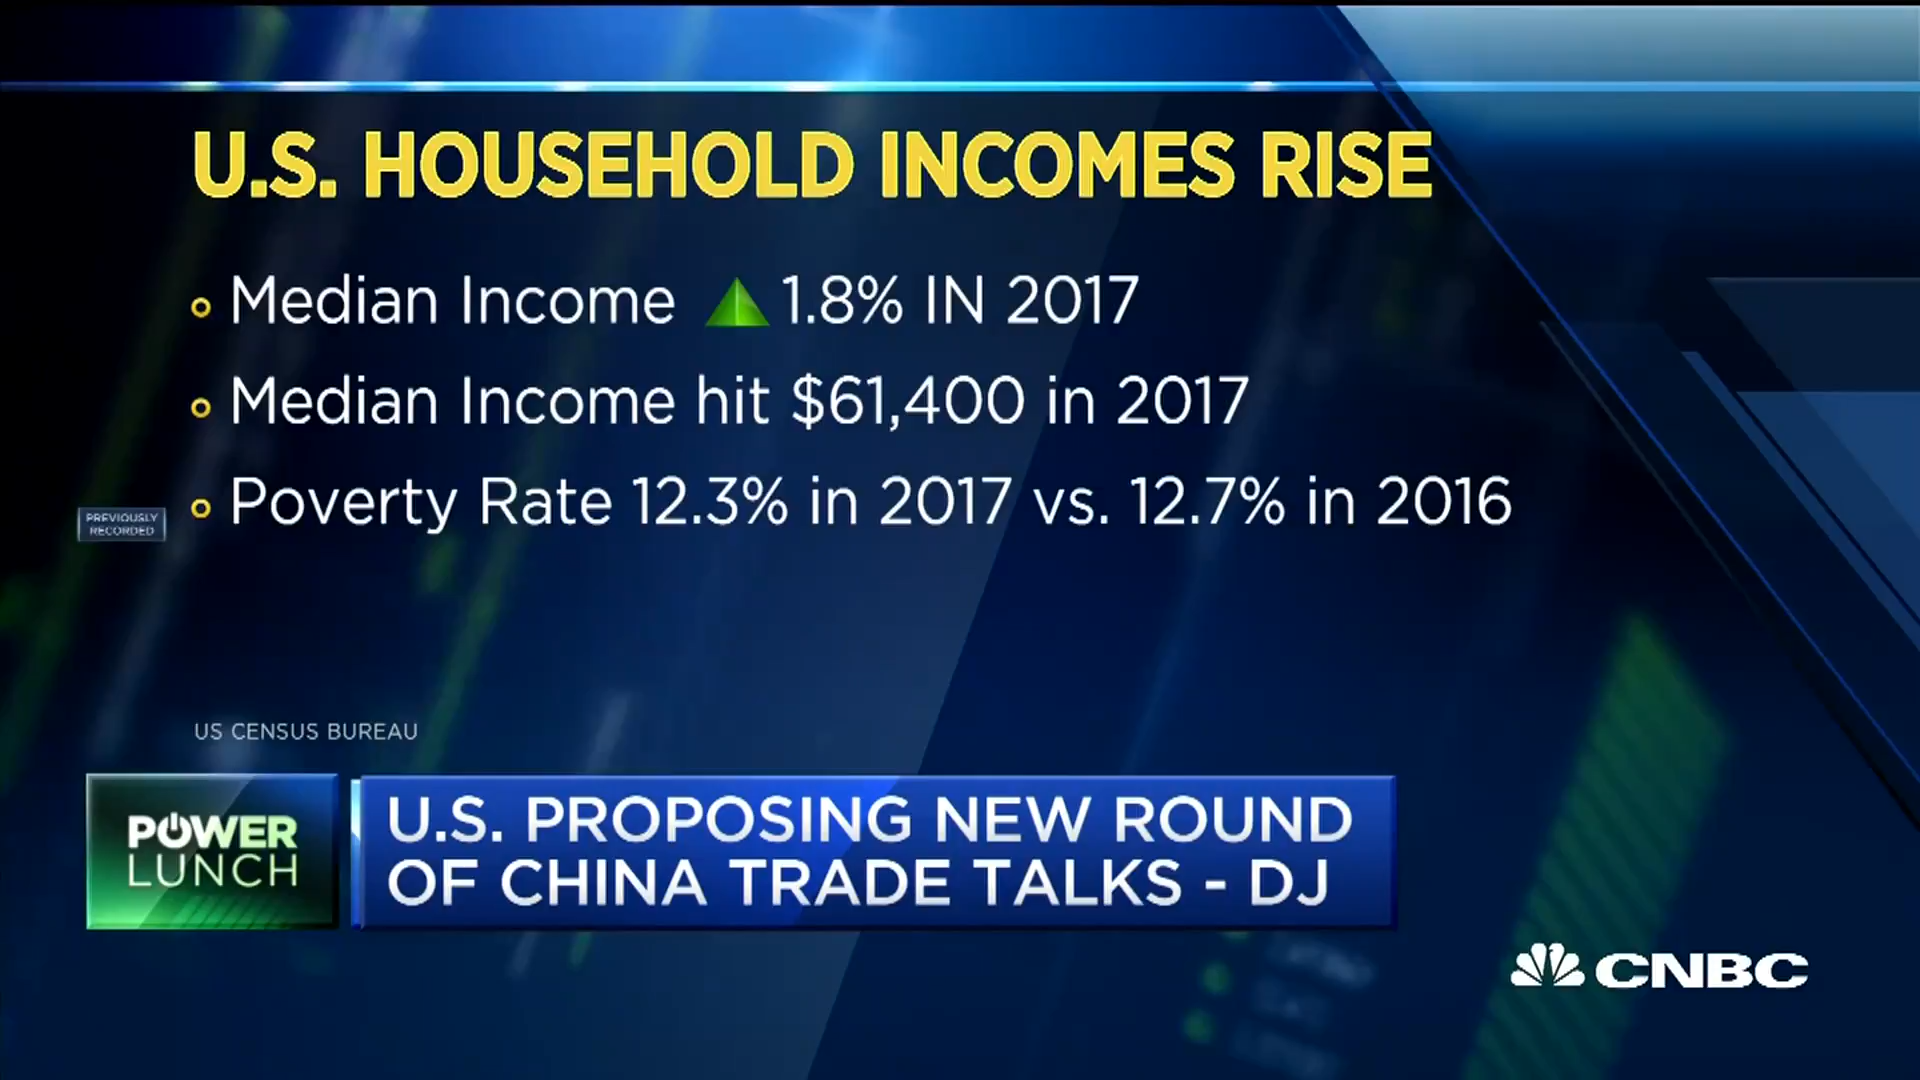 U.S. HOUSEHOLD INCOMES RISE
Median Income 1.8% IN 2017
Median Income hit $61,400 in 2017
Poverty Rate 12.3% in 2017 vs. 12.7% in 2016
PREVIOUSLY
RECORDED
US CENSUS BUREAU
POWER
LUNCH
U.S. PROPOSING NEW ROUND
OF CHINA TRADE TALKS - DJ
CNBC